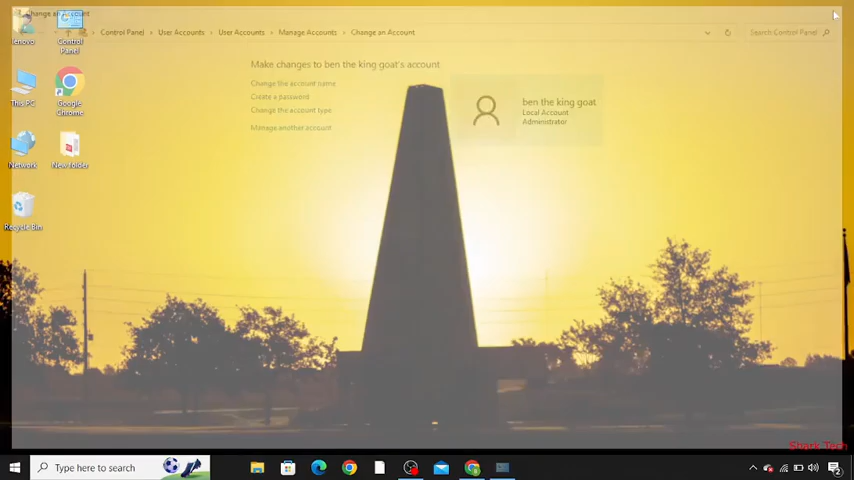 Change an Account
Control Panel > User Accounts > User Accounts > Manage Accounts > Change an Account
Search Control Panel
Make changes to ben the king goat's account
Change the account name
Create a password
Change the account type
Manage another account
ben the king goat
Local Account
Administrator
lenovo
Control
Panel
This PC
Google
Chrome
Network
New folder
Recycle Bin
Spark Tech
Type here to search
2